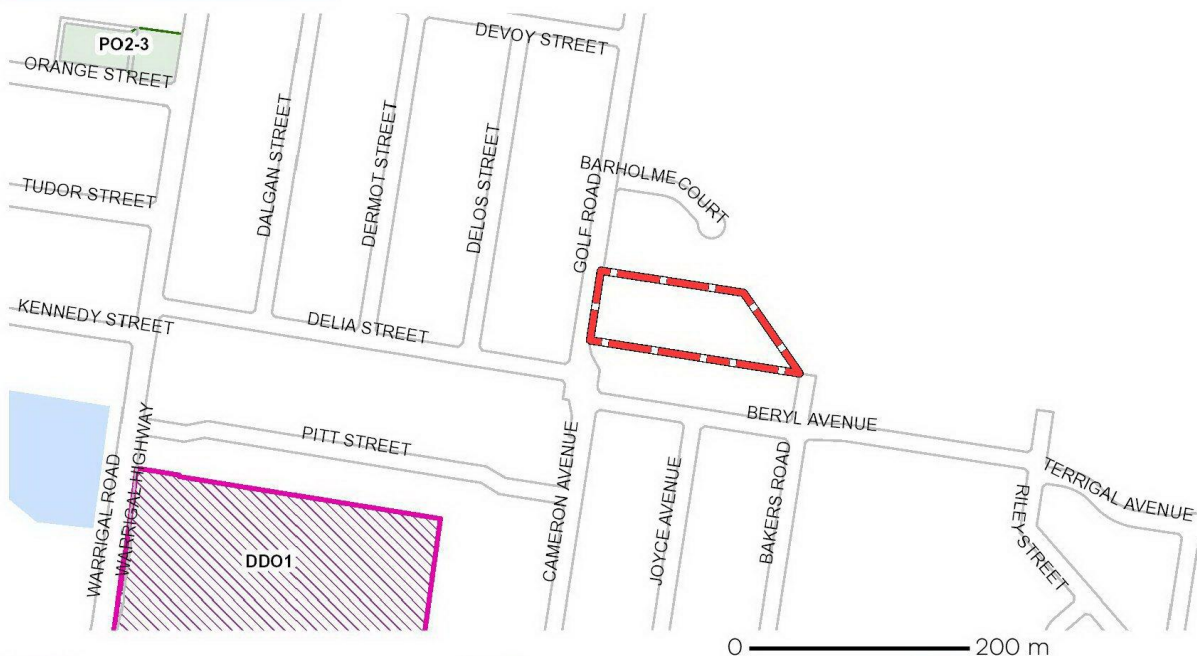 PO2-3
DEVOY STREET
ORANGE STREET
DALGAN STREET
DERMOT STREET
DELOS STREET
BARHOLME COURT
TUDOR STREET
GOLF ROAD
KENNEDY STREET
DELIA STREET
BERYL AVENUE
PITT STREET
WARRIGAL ROAD
WARRIGAL HIGHWAY
CAMERON AVENUE
JOYCE AVENUE
BAKERS ROAD
TERRIGAL AVENUE
RILEY STREET
DDO1
0 200 m